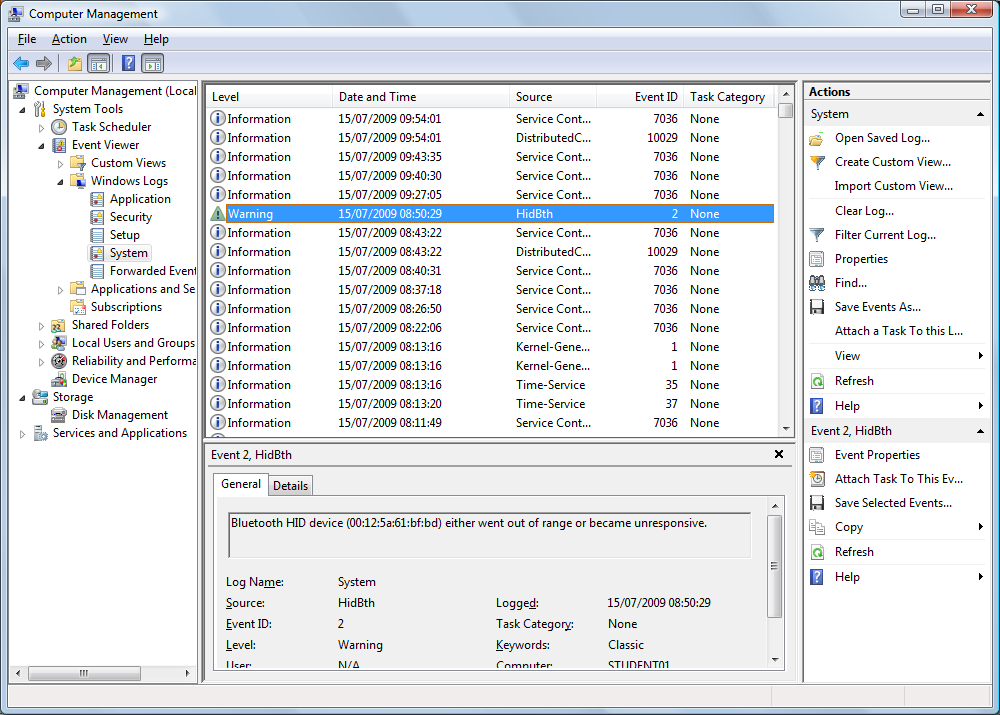 Computer Management
File Action View Help
Computer Management (Local
System Tools
Task Scheduler
Event Viewer
Custom Views
Windows Logs
Application
Security
Setup
System
Forwarded Event
Applications and Se
Subscriptions
Shared Folders
Local Users and Groups
Reliability and Performa
Device Manager
Storage
Disk Management
Services and Applications
Level Date and Time Source Event ID Task Category
Information 15/07/2009 09:54:01 Service Cont... 7036 None
Information 15/07/2009 09:54:01 DistributedC... 10029 None
Information 15/07/2009 09:43:35 Service Cont... 7036 None
Information 15/07/2009 09:40:30 Service Cont... 7036 None
Information 15/07/2009 09:27:05 Service Cont... 7036 None
Warning 15/07/2009 08:50:29 HidBth 2 None
Information 15/07/2009 08:43:22 Service Cont... 7036 None
Information 15/07/2009 08:43:22 DistributedC... 10029 None
Information 15/07/2009 08:40:31 Service Cont... 7036 None
Information 15/07/2009 08:37:18 Service Cont... 7036 None
Information 15/07/2009 08:26:50 Service Cont... 7036 None
Information 15/07/2009 08:22:06 Service Cont... 7036 None
Information 15/07/2009 08:13:16 Kernel-Gene... 1 None
Information 15/07/2009 08:13:16 Kernel-Gene... 1 None
Information 15/07/2009 08:13:16 Time-Service 35 None
Information 15/07/2009 08:13:20 Time-Service 37 None
Information 15/07/2009 08:11:49 Service Cont... 7036 None
Event 2, HidBth
General Details
Bluetooth HID device (00:12:5a:61:bf:bd) either went out of range or became unresponsive.
Log Name: System
Source: HidBth Logged: 15/07/2009 08:50:29
Event ID: 2 Task Category: None
Level: Warning Keywords: Classic
User: N/A Computer: STUDENT01
Actions
System
Open Saved Log...
Create Custom View...
Import Custom View...
Clear Log...
Filter Current Log...
Properties
Find...
Save Events As...
Attach a Task To this L...
View
Refresh
Help
Event 2, HidBth
Event Properties
Attach Task To This Ev...
Save Selected Events...
Copy
Refresh
Help